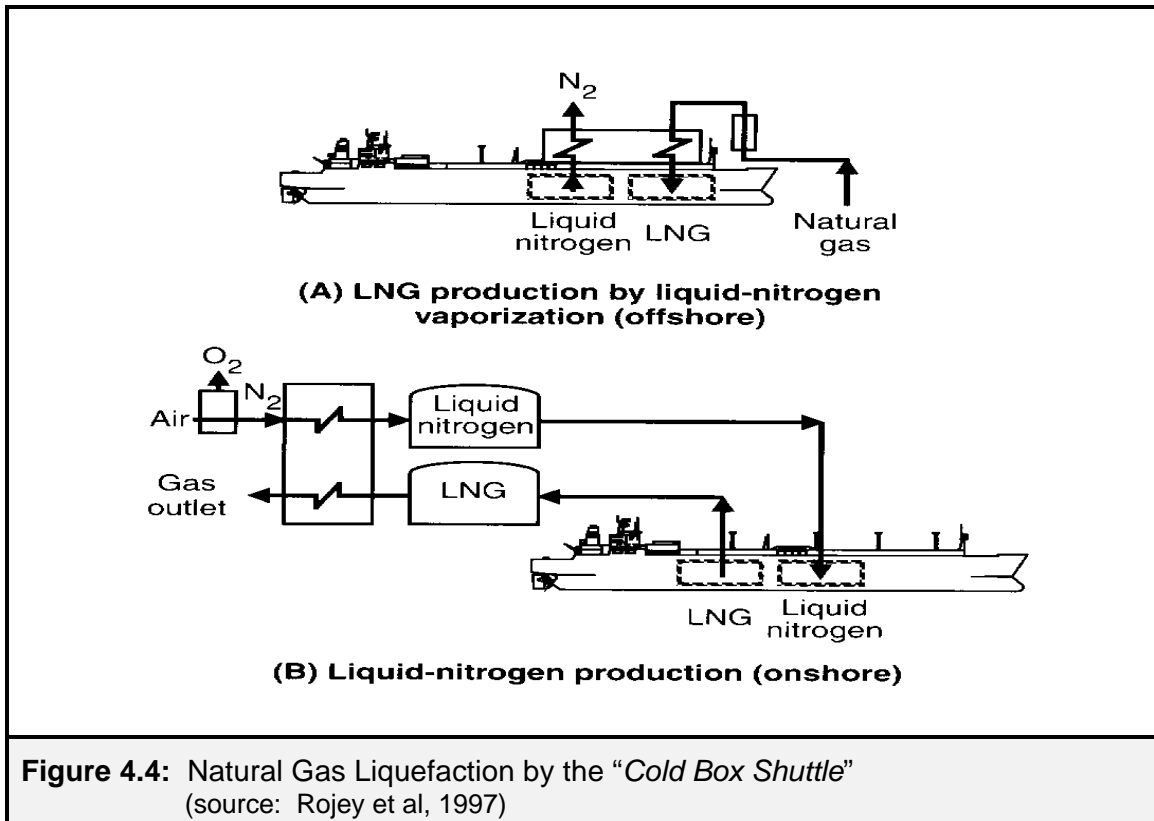 N2
Liquid
nitrogen
LNG
Natural
gas
(A) LNG production by liquid-nitrogen
vaporization (offshore)
O2
N2
Air
Liquid
nitrogen
Gas
outlet
LNG
LNG
Liquid
nitrogen
(B) Liquid-nitrogen production (onshore)
Figure 4.4: Natural Gas Liquefaction by the “Cold Box Shuttle”
(source: Rojey et al, 1997)